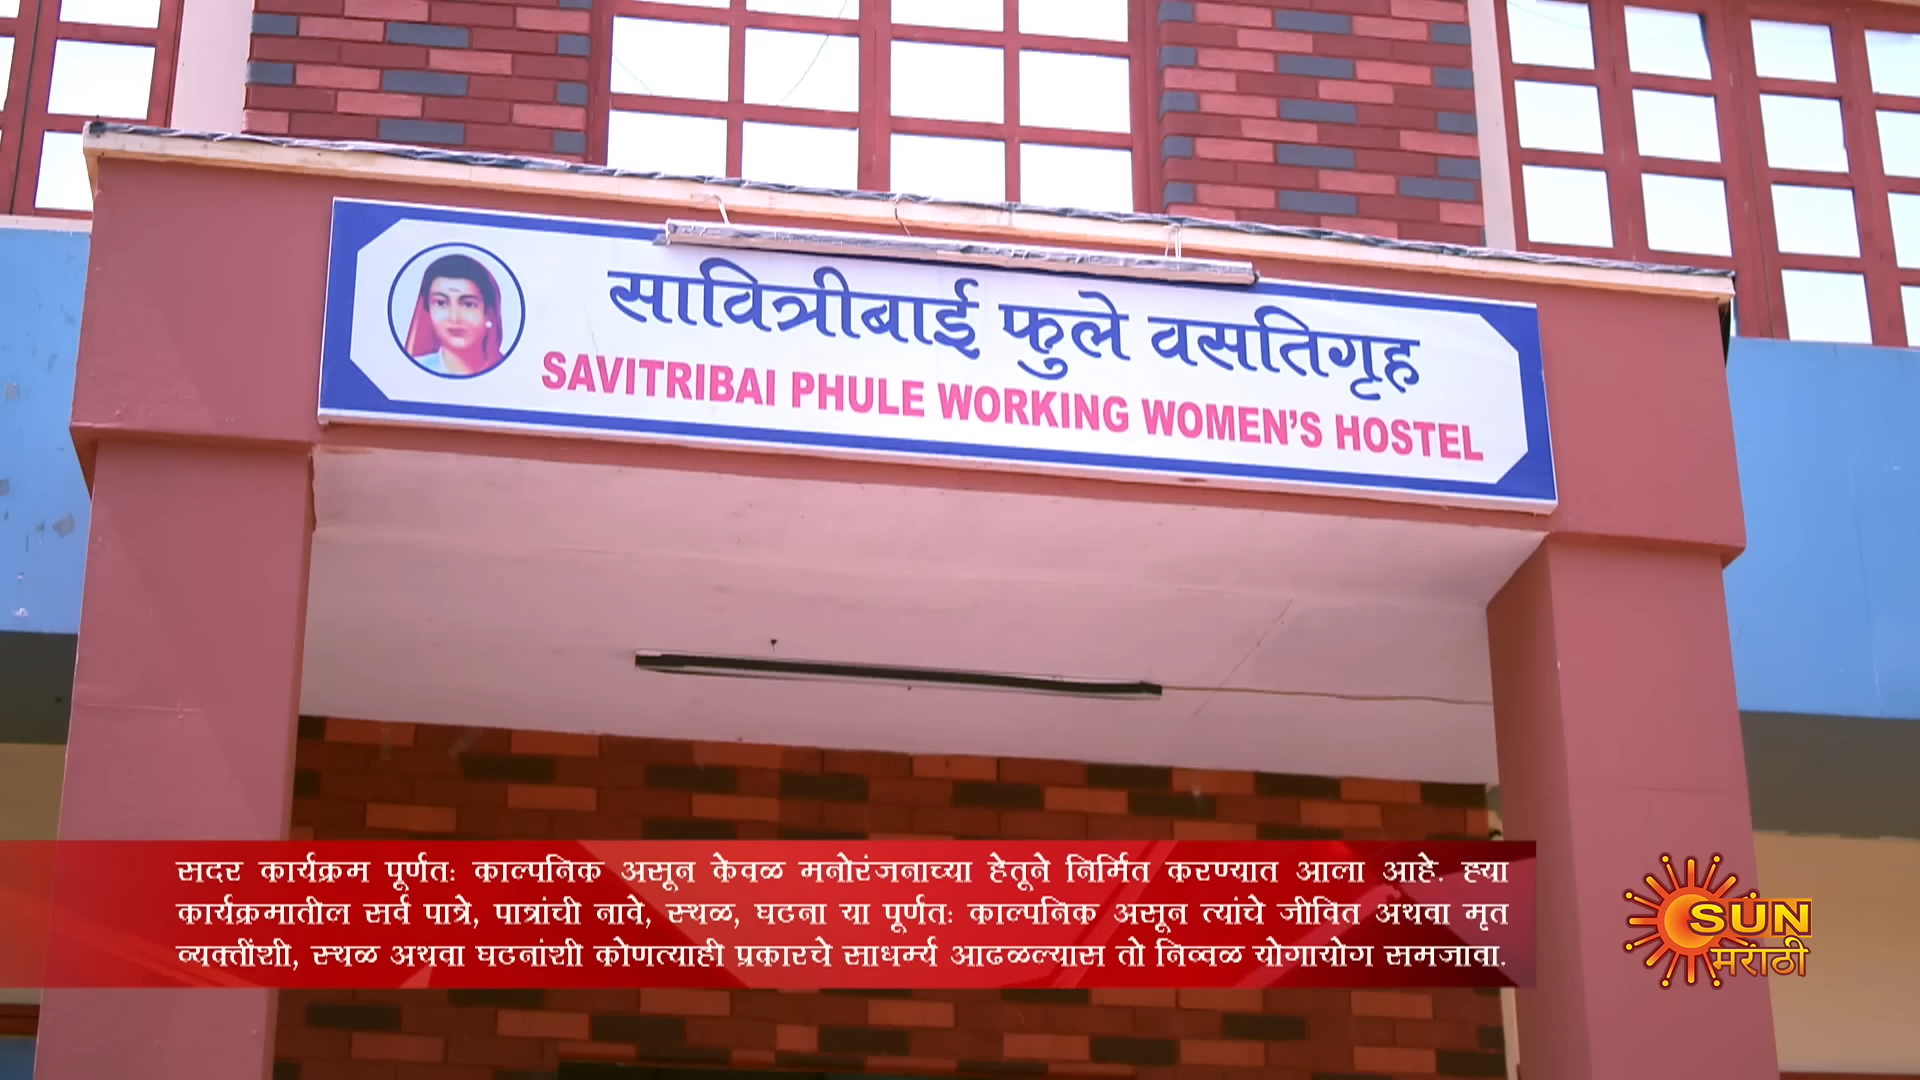 सावित्रीबाई फुले वसतिगृह
SAVITRIBAI PHULE WORKING WOMEN'S HOSTEL
सदर कार्यक्रम पूर्णतः काल्पनिक असून केवळ मनोरंजनाच्या हेतूने निर्मित करण्यात आला आहे. ह्या
कार्यक्रमातील सर्व पात्रे, पात्रांची नावे, स्थळ, घटना या पूर्णतः काल्पनिक असून त्यांचे जीवित अथवा मृत
व्यक्तींशी, स्थळ अथवा घटनांशी कोणत्याही प्रकारचे साधर्म्य आढळल्यास तो निव्वळ योगायोग समजावा.
SUN
मराठी